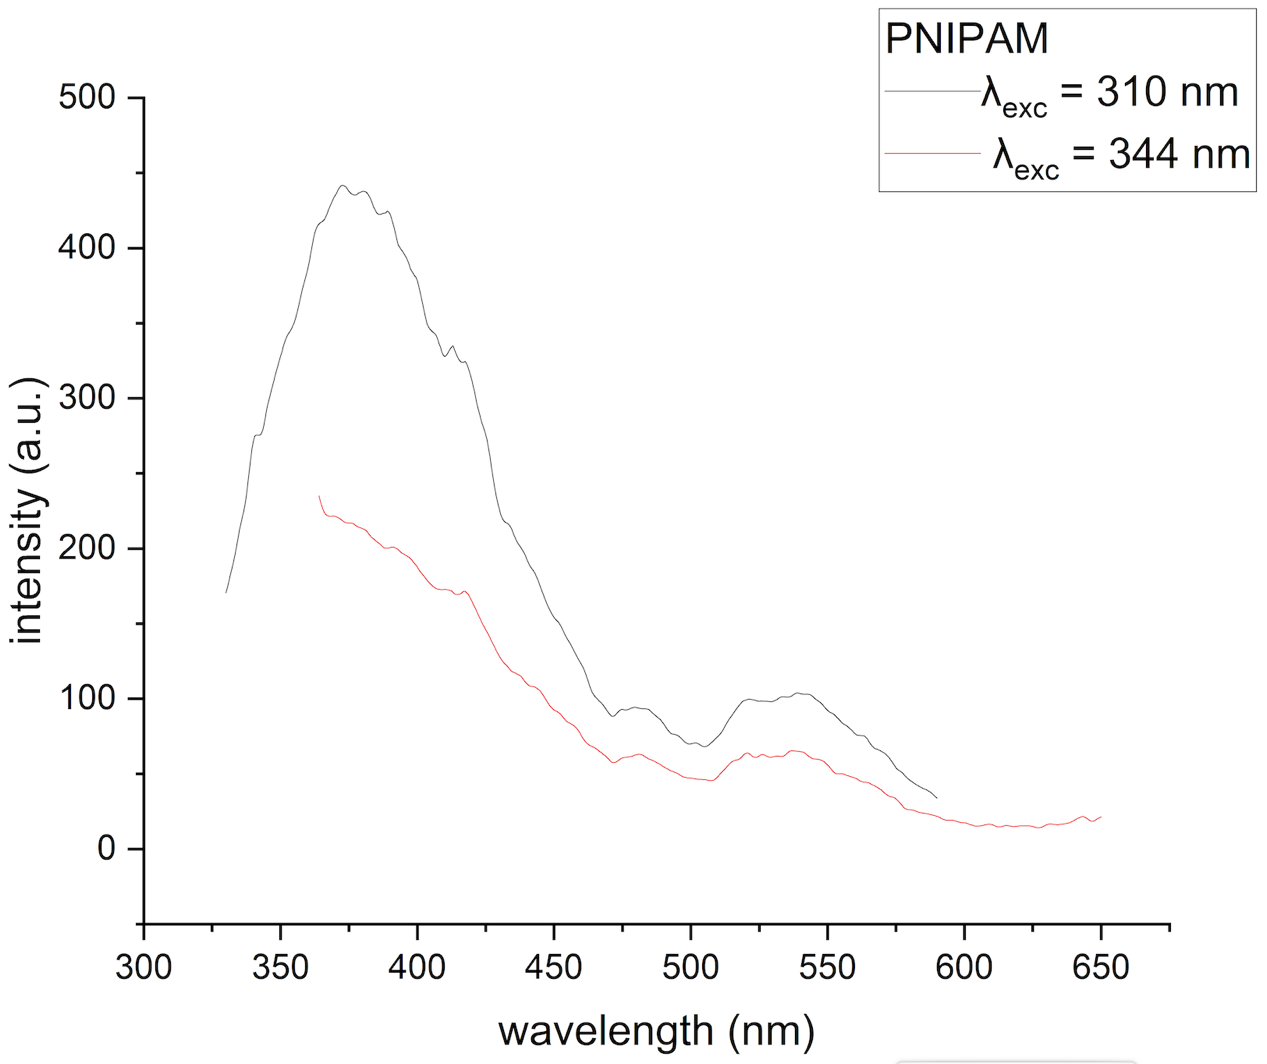 PNIPAM
λexc = 310 nm
λexc = 344 nm
500
400
300
200
100
0
intensity (a.u.)
300 350 400 450 500 550 600 650
wavelength (nm)